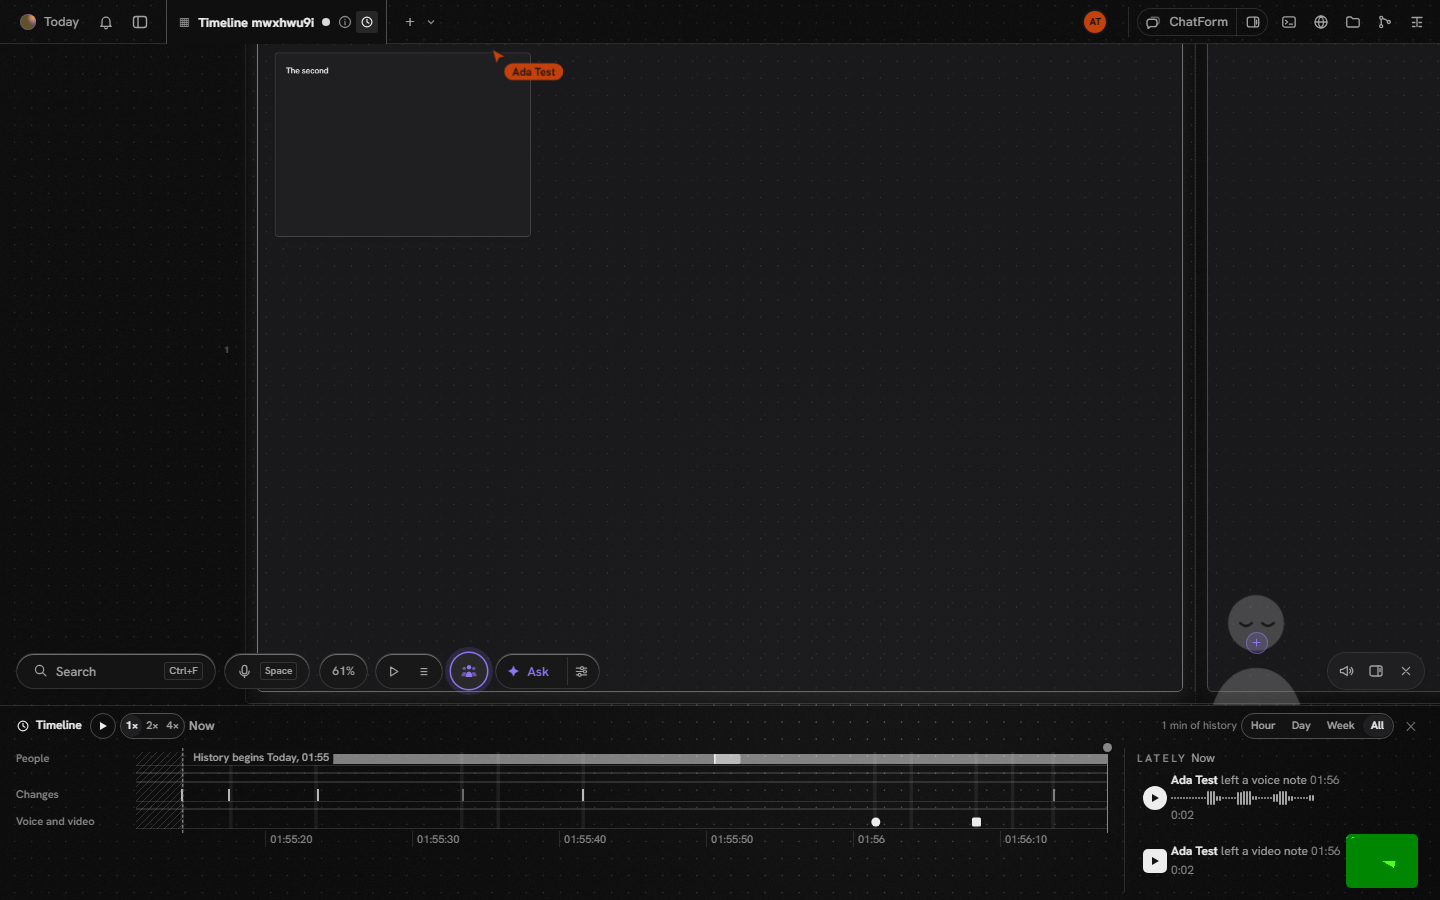 Today
Timeline mwxhwu9i
AT
ChatForm
The second
Ada Test
1
Search
Ctrl+F
Space
61%
Ask
Timeline
1×
2×
4×
Now
1 min of history
Hour
Day
Week
All
People
History begins Today, 01:55
Changes
Voice and video
01:55:20
01:55:30
01:55:40
01:55:50
01:56
01:56:10
LATELY Now
Ada Test left a voice note 01:56
0:02
Ada Test left a video note 01:56
0:02